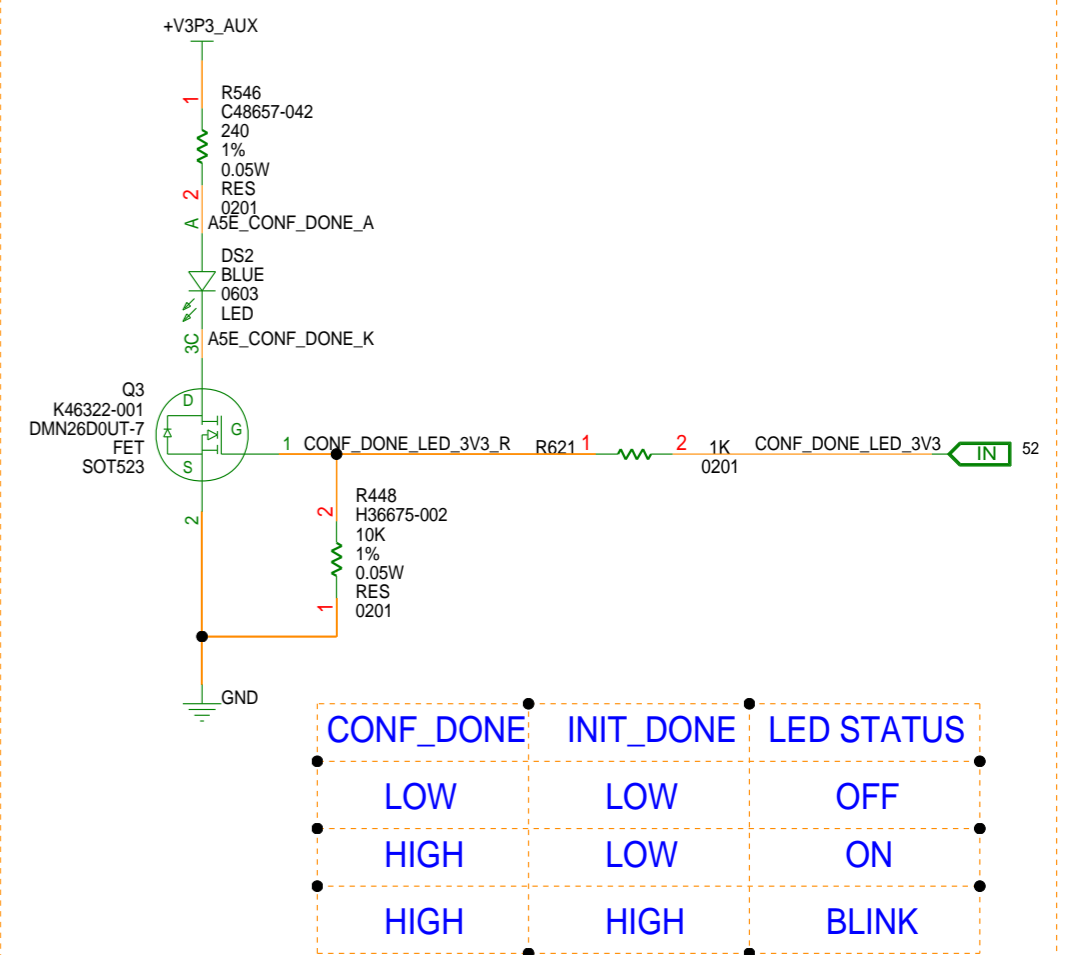 +V3P3_AUX
1
R546
C48657-042
240
1%
0.05W
RES
0201
2
A
A5E_CONF_DONE_A
DS2
BLUE
0603
LED
3C
A5E_CONF_DONE_K
Q3
K46322-001
DMN26D0UT-7
FET
SOT523
D
G
S
1
CONF_DONE_LED_3V3_R
R621
1
2
1K
0201
CONF_DONE_LED_3V3
IN
52
2
2
R448
H36675-002
10K
1%
0.05W
RES
0201
1
GND
CONF_DONE INIT_DONE LED STATUS
LOW LOW OFF
HIGH LOW ON
HIGH HIGH BLINK